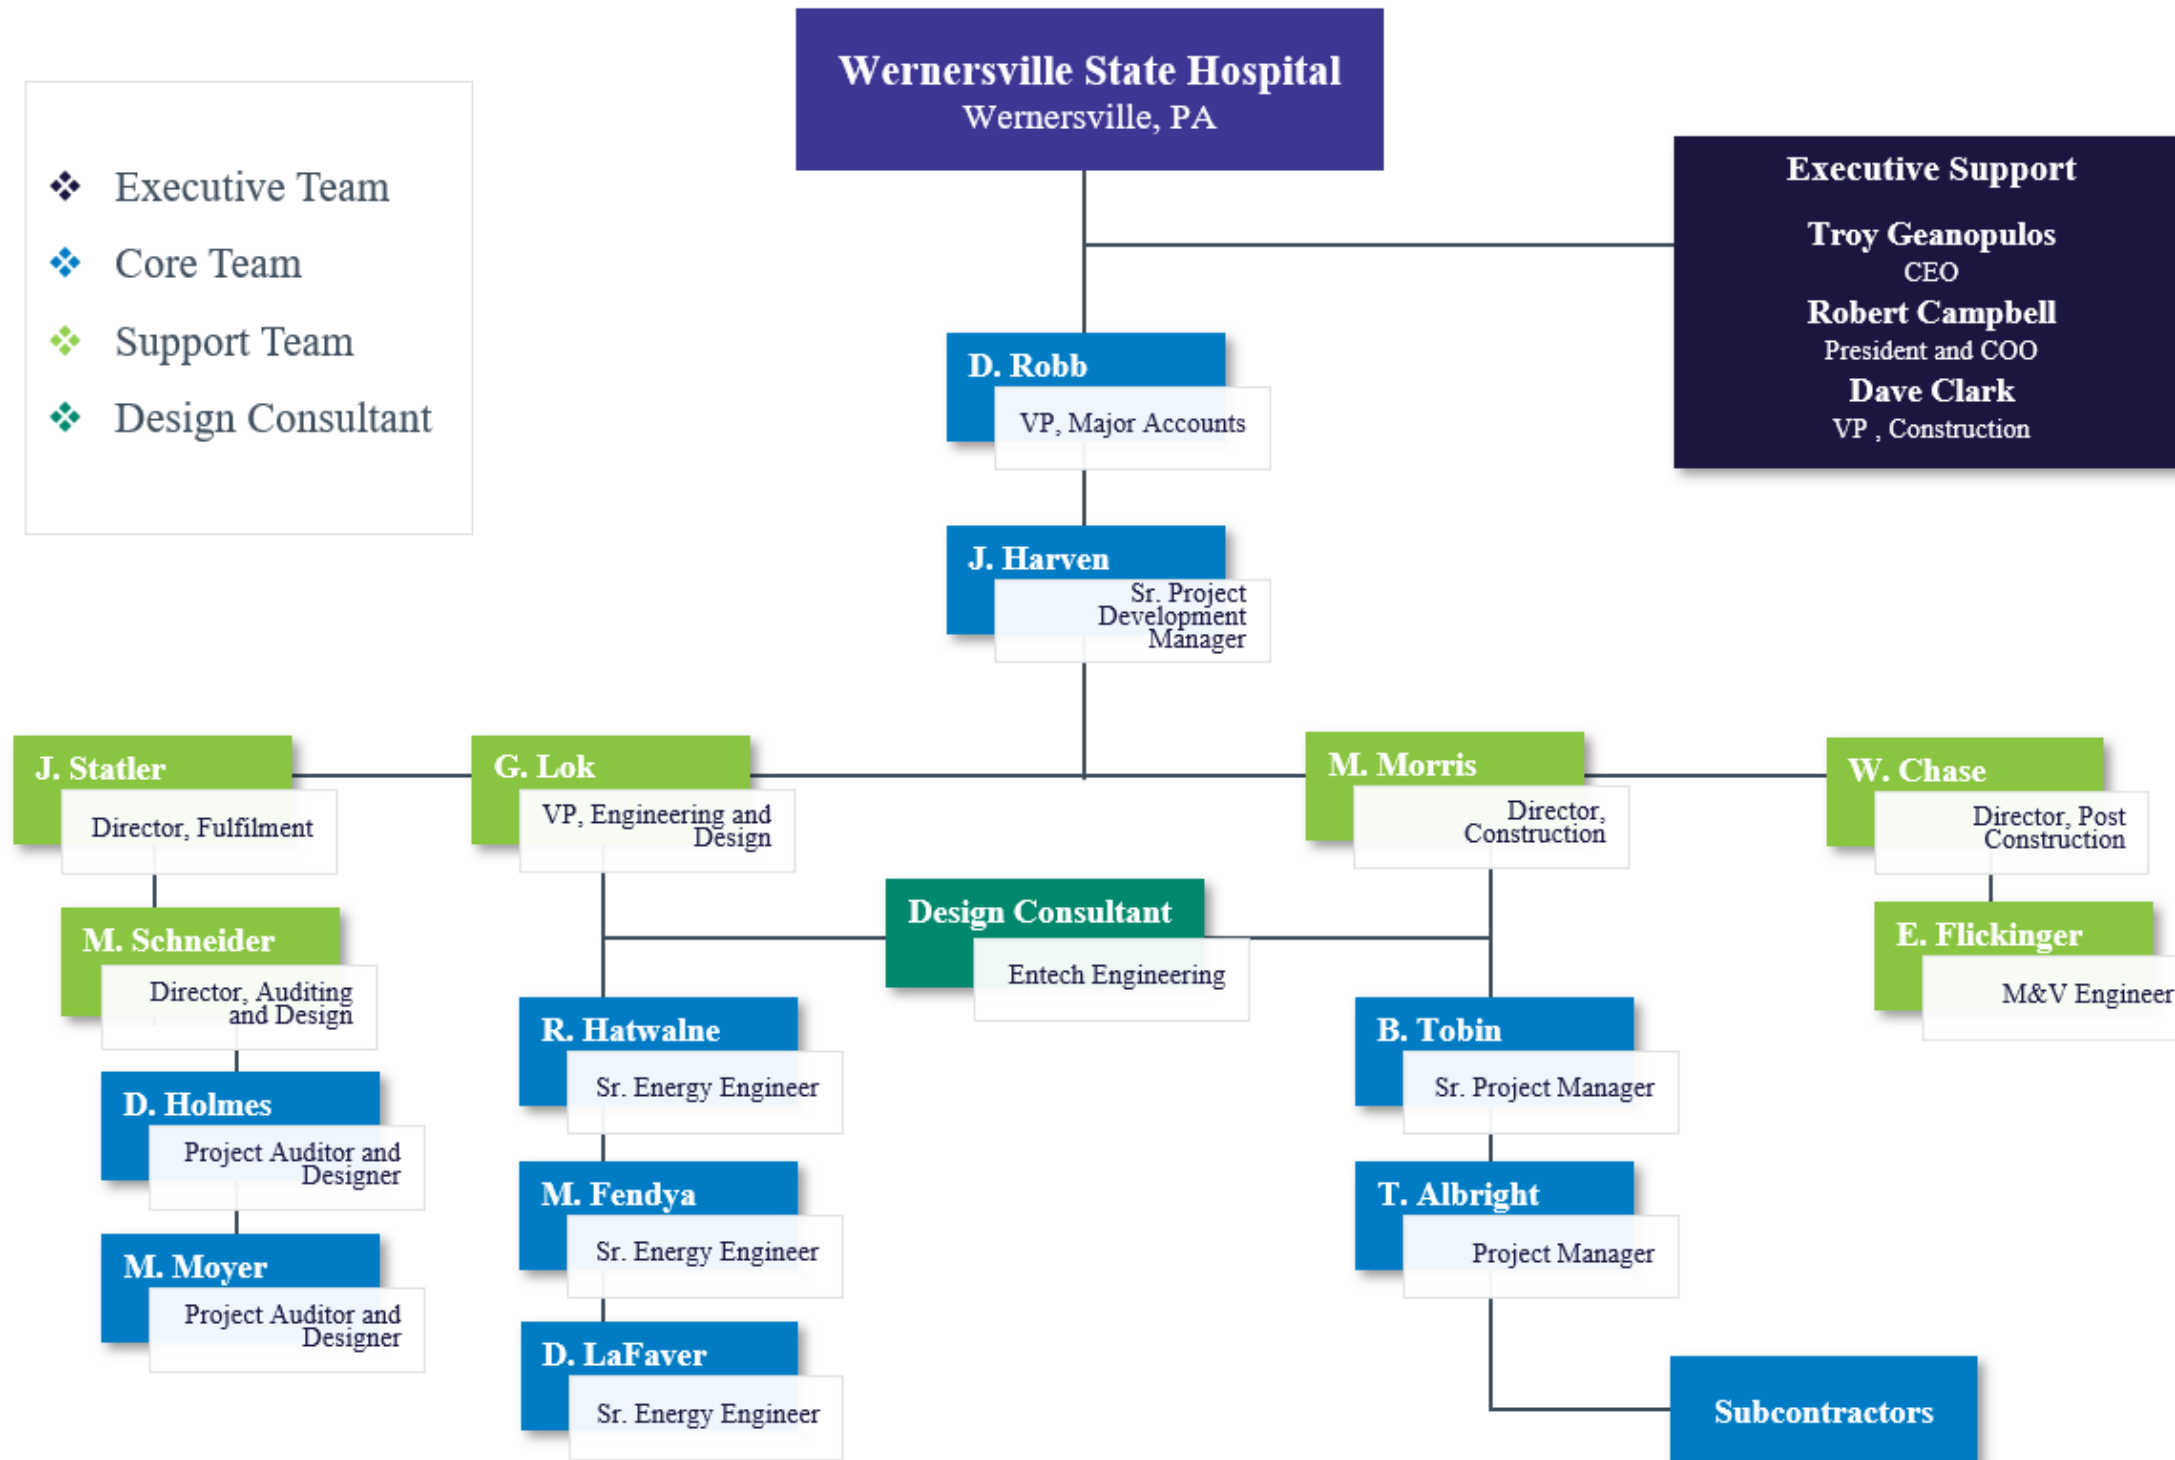 Wernersville State Hospital
Wernersville, PA
Executive Team
Core Team
Support Team
Design Consultant
Executive Support
Troy Geanopulos
CEO
Robert Campbell
President and COO
Dave Clark
VP , Construction
D. Robb
VP, Major Accounts
J. Harven
Sr. Project
Development
Manager
J. Statler
Director, Fulfilment
G. Lok
VP, Engineering and
Design
M. Morris
Director,
Construction
W. Chase
Director, Post
Construction
Design Consultant
Entech Engineering
M. Schneider
Director, Auditing
and Design
E. Flickinger
M&V Engineer
R. Hatwalne
Sr. Energy Engineer
B. Tobin
Sr. Project Manager
D. Holmes
Project Auditor and
Designer
M. Fendya
Sr. Energy Engineer
T. Albright
Project Manager
M. Moyer
Project Auditor and
Designer
D. LaFaver
Sr. Energy Engineer
Subcontractors